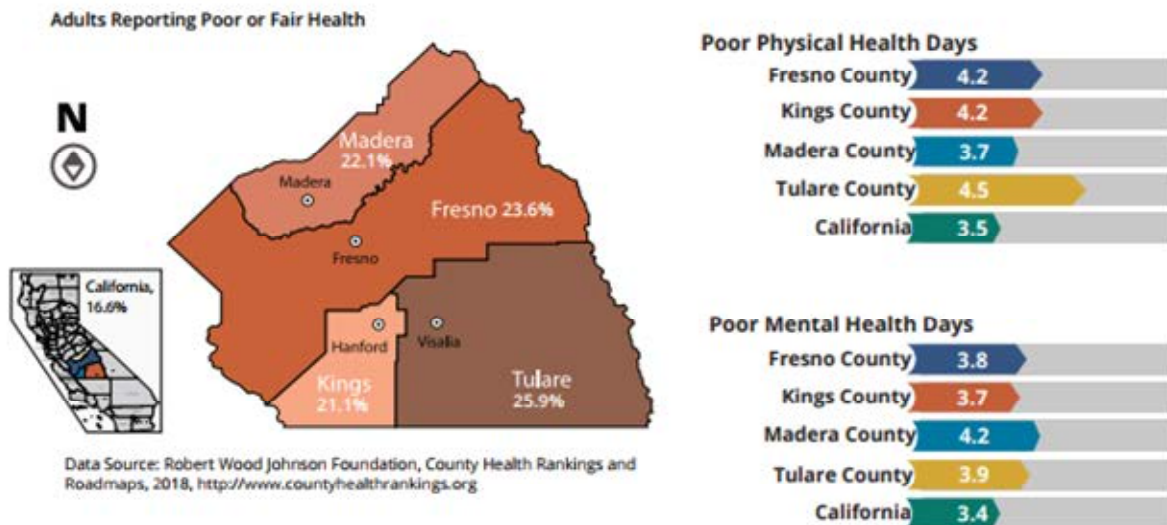 Adults Reporting Poor or Fair Health
N
Madera
22.1%
Madera
Fresno 23.6%
Fresno
California,
16.6%
Hanford
Visalia
Kings
21.1%
Tulare
25.9%
Data Source: Robert Wood Johnson Foundation, County Health Rankings and
Roadmaps, 2018, http://www.countyhealthrankings.org
Poor Physical Health Days
Fresno County 4.2
Kings County 4.2
Madera County 3.7
Tulare County 4.5
California 3.5
Poor Mental Health Days
Fresno County 3.8
Kings County 3.7
Madera County 4.2
Tulare County 3.9
California 3.4